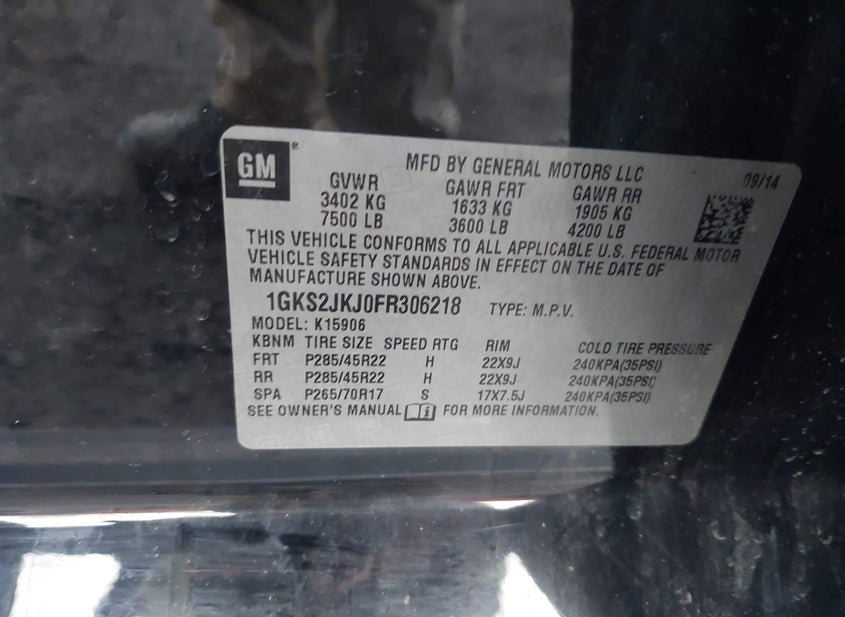 GM
MFD BY GENERAL MOTORS LLC
09/14
GVWR GAWR FRT GAWR RR
3402 KG 1633 KG 1905 KG
7500 LB 3600 LB 4200 LB
THIS VEHICLE CONFORMS TO ALL APPLICABLE U.S. FEDERAL MOTOR
VEHICLE SAFETY STANDARDS IN EFFECT ON THE DATE OF
MANUFACTURE SHOWN ABOVE.
1GKS2JKJ0FR306218 TYPE: M.P.V.
MODEL: K15906
KBNM TIRE SIZE SPEED RTG RIM COLD TIRE PRESSURE
FRT P285/45R22 H 22X9J 240KPA(35PSI)
RR P285/45R22 H 22X9J 240KPA(35PSI)
SPA P265/70R17 S 17X7.5J 240KPA(35PSI)
SEE OWNER'S MANUAL FOR MORE INFORMATION.